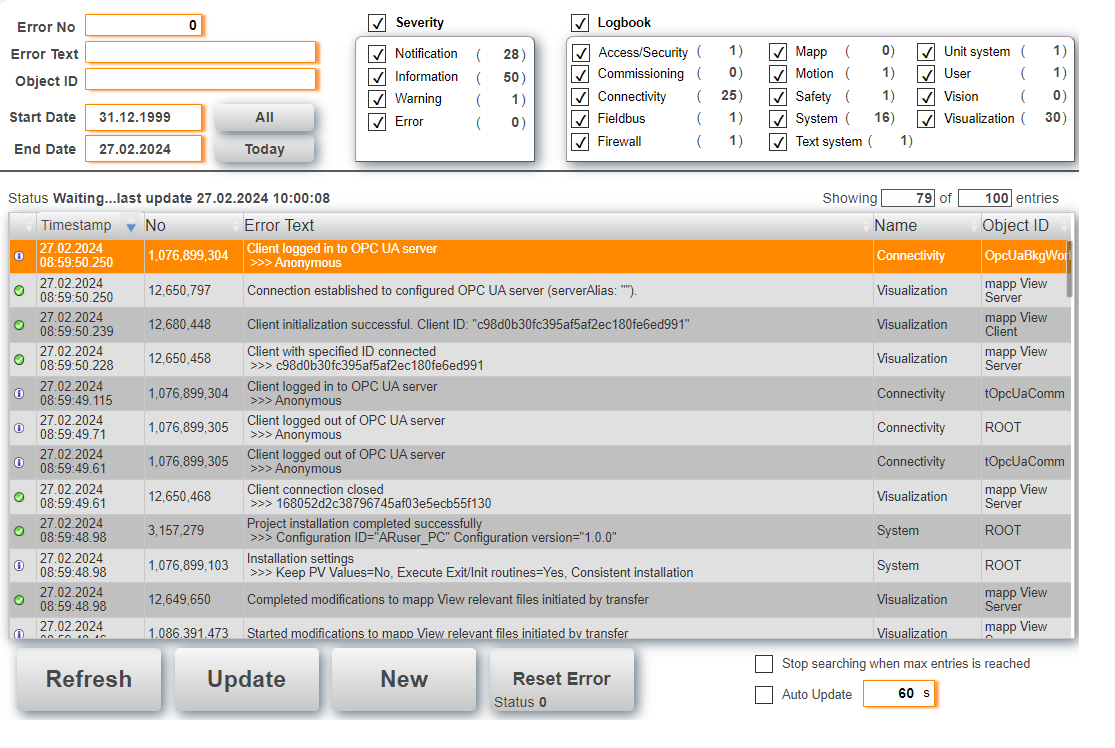 Error No 0
Error Text
Object ID
Start Date 31.12.1999 All
End Date 27.02.2024 Today
Severity
Notification ( 28 )
Information ( 50 )
Warning ( 1 )
Error ( 0 )
Logbook
Access/Security ( 1 ) Mapp ( 0 ) Unit system ( 1 )
Commissioning ( 0 ) Motion ( 1 ) User ( 1 )
Connectivity ( 25 ) Safety ( 1 ) Vision ( 0 )
Fieldbus ( 1 ) System ( 16 ) Visualization ( 30 )
Firewall ( 1 ) Text system ( 1 )
Status Waiting...last update 27.02.2024 10:00:08 Showing 79 of 100 entries
Timestamp No Error Text Name Object ID
27.02.2024
08:59:50.250 1,076,899,304 Client logged in to OPC UA server
>>> Anonymous Connectivity OpcUaBkgWor
27.02.2024
08:59:50.250 12,650,797 Connection established to configured OPC UA server (serverAlias: ""). Visualization mapp View
Server
27.02.2024
08:59:50.239 12,680,448 Client initialization successful. Client ID: "c98d0b30fc395af5af2ec180fe6ed991" Visualization mapp View
Client
27.02.2024
08:59:50.228 12,650,458 Client with specified ID connected
>>> c98d0b30fc395af5af2ec180fe6ed991 Visualization mapp View
Server
27.02.2024
08:59:49.115 1,076,899,304 Client logged in to OPC UA server
>>> Anonymous Connectivity tOpcUaComm
27.02.2024
08:59:49.71 1,076,899,305 Client logged out of OPC UA server
>>> Anonymous Connectivity ROOT
27.02.2024
08:59:49.61 1,076,899,305 Client logged out of OPC UA server
>>> Anonymous Connectivity tOpcUaComm
27.02.2024
08:59:49.61 12,650,468 Client connection closed
>>> 168052d2c38796745af03e5ecb55f130 Visualization mapp View
Server
27.02.2024
08:59:48.98 3,157,279 Project installation completed successfully
>>> Configuration ID="ARuser_PC" Configuration version="1.0.0" System ROOT
27.02.2024
08:59:48.98 1,076,899,103 Installation settings
>>> Keep PV Values=No, Execute Exit/Init routines=Yes, Consistent installation System ROOT
27.02.2024
08:59:48.98 12,649,650 Completed modifications to mapp View relevant files initiated by transfer Visualization mapp View
Server
27.02.2024
1,086,391,473 Started modifications to mapp View relevant files initiated by transfer Visualization mapp View
Refresh Update New Reset Error
Status 0
Stop searching when max entries is reached
Auto Update 60 s